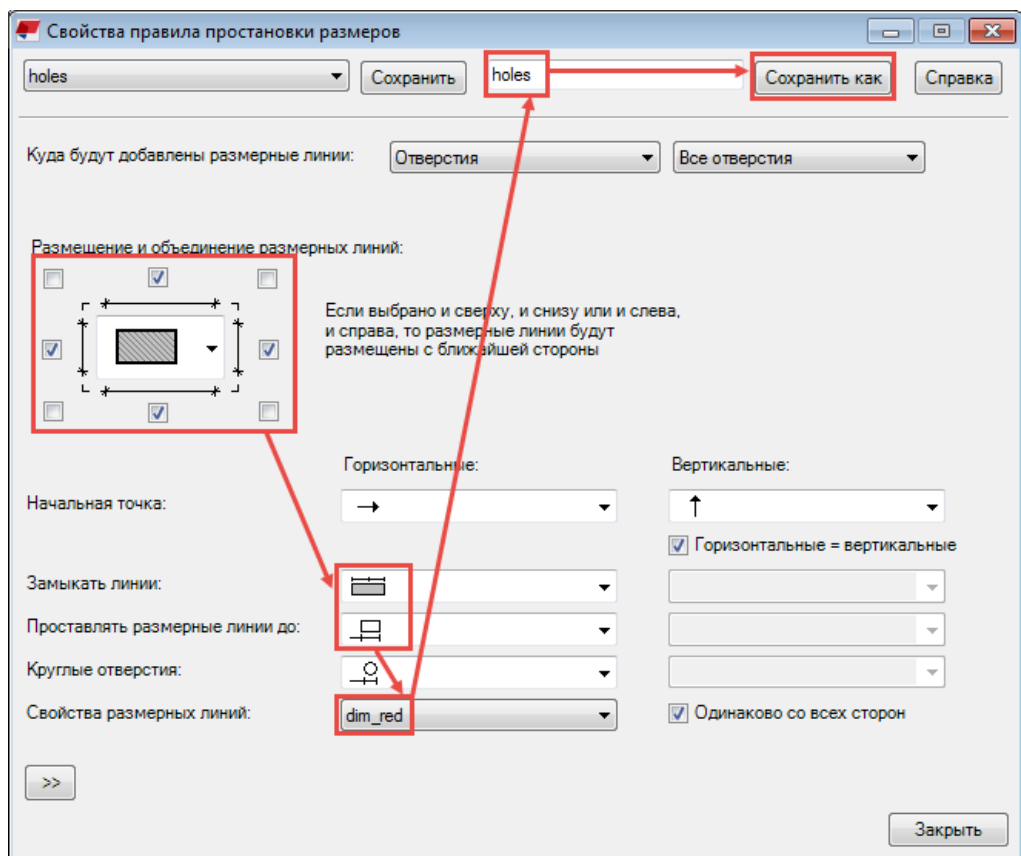 Свойства правила простановки размеров
holes Сохранить holes Сохранить как Справка
Куда будут добавлены размерные линии: Отверстия Все отверстия
Размещение и объединение размерных линий:
Если выбрано и сверху, и снизу или и слева,
и справа, то размерные линии будут
размещены с ближайшей стороны
Горизонтальные: Вертикальные:
Начальная точка:
Горизонтальные = вертикальные
Замыкать линии:
Проставлять размерные линии до:
Круглые отверстия:
Свойства размерных линий: dim_red Одинаково со всех сторон
>>
Закрыть